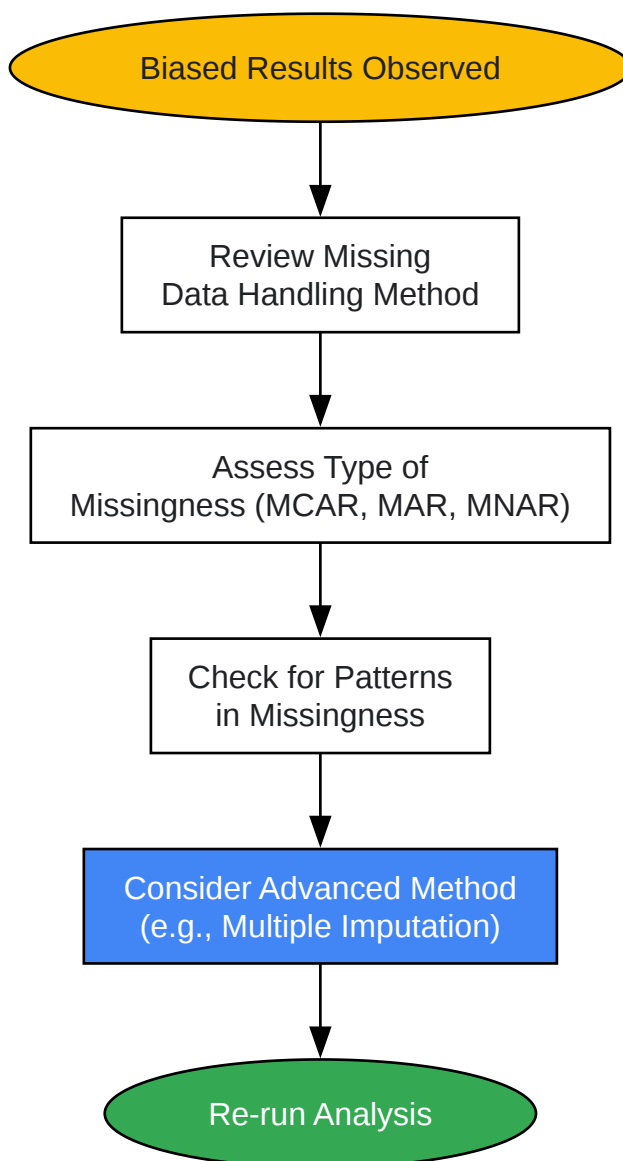 Biased Results Observed
Review Missing
Data Handling Method
Assess Type of
Missingness (MCAR, MAR, MNAR)
Check for Patterns
in Missingness
Consider Advanced Method
(e.g., Multiple Imputation)
Re-run Analysis